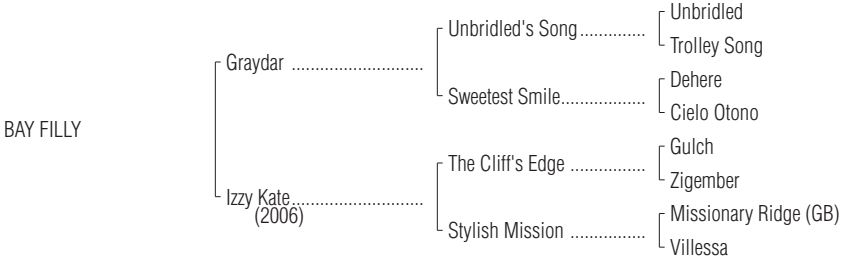 Unbridled
Unbridled's Song..............
Trolley Song
Graydar ............................
Dehere
Sweetest Smile..................
Cielo Otono
BAY FILLY
Gulch
The Cliff's Edge ................
Zigember
Izzy Kate............................
(2006)
Missionary Ridge (GB)
Stylish Mission ................
Villessa